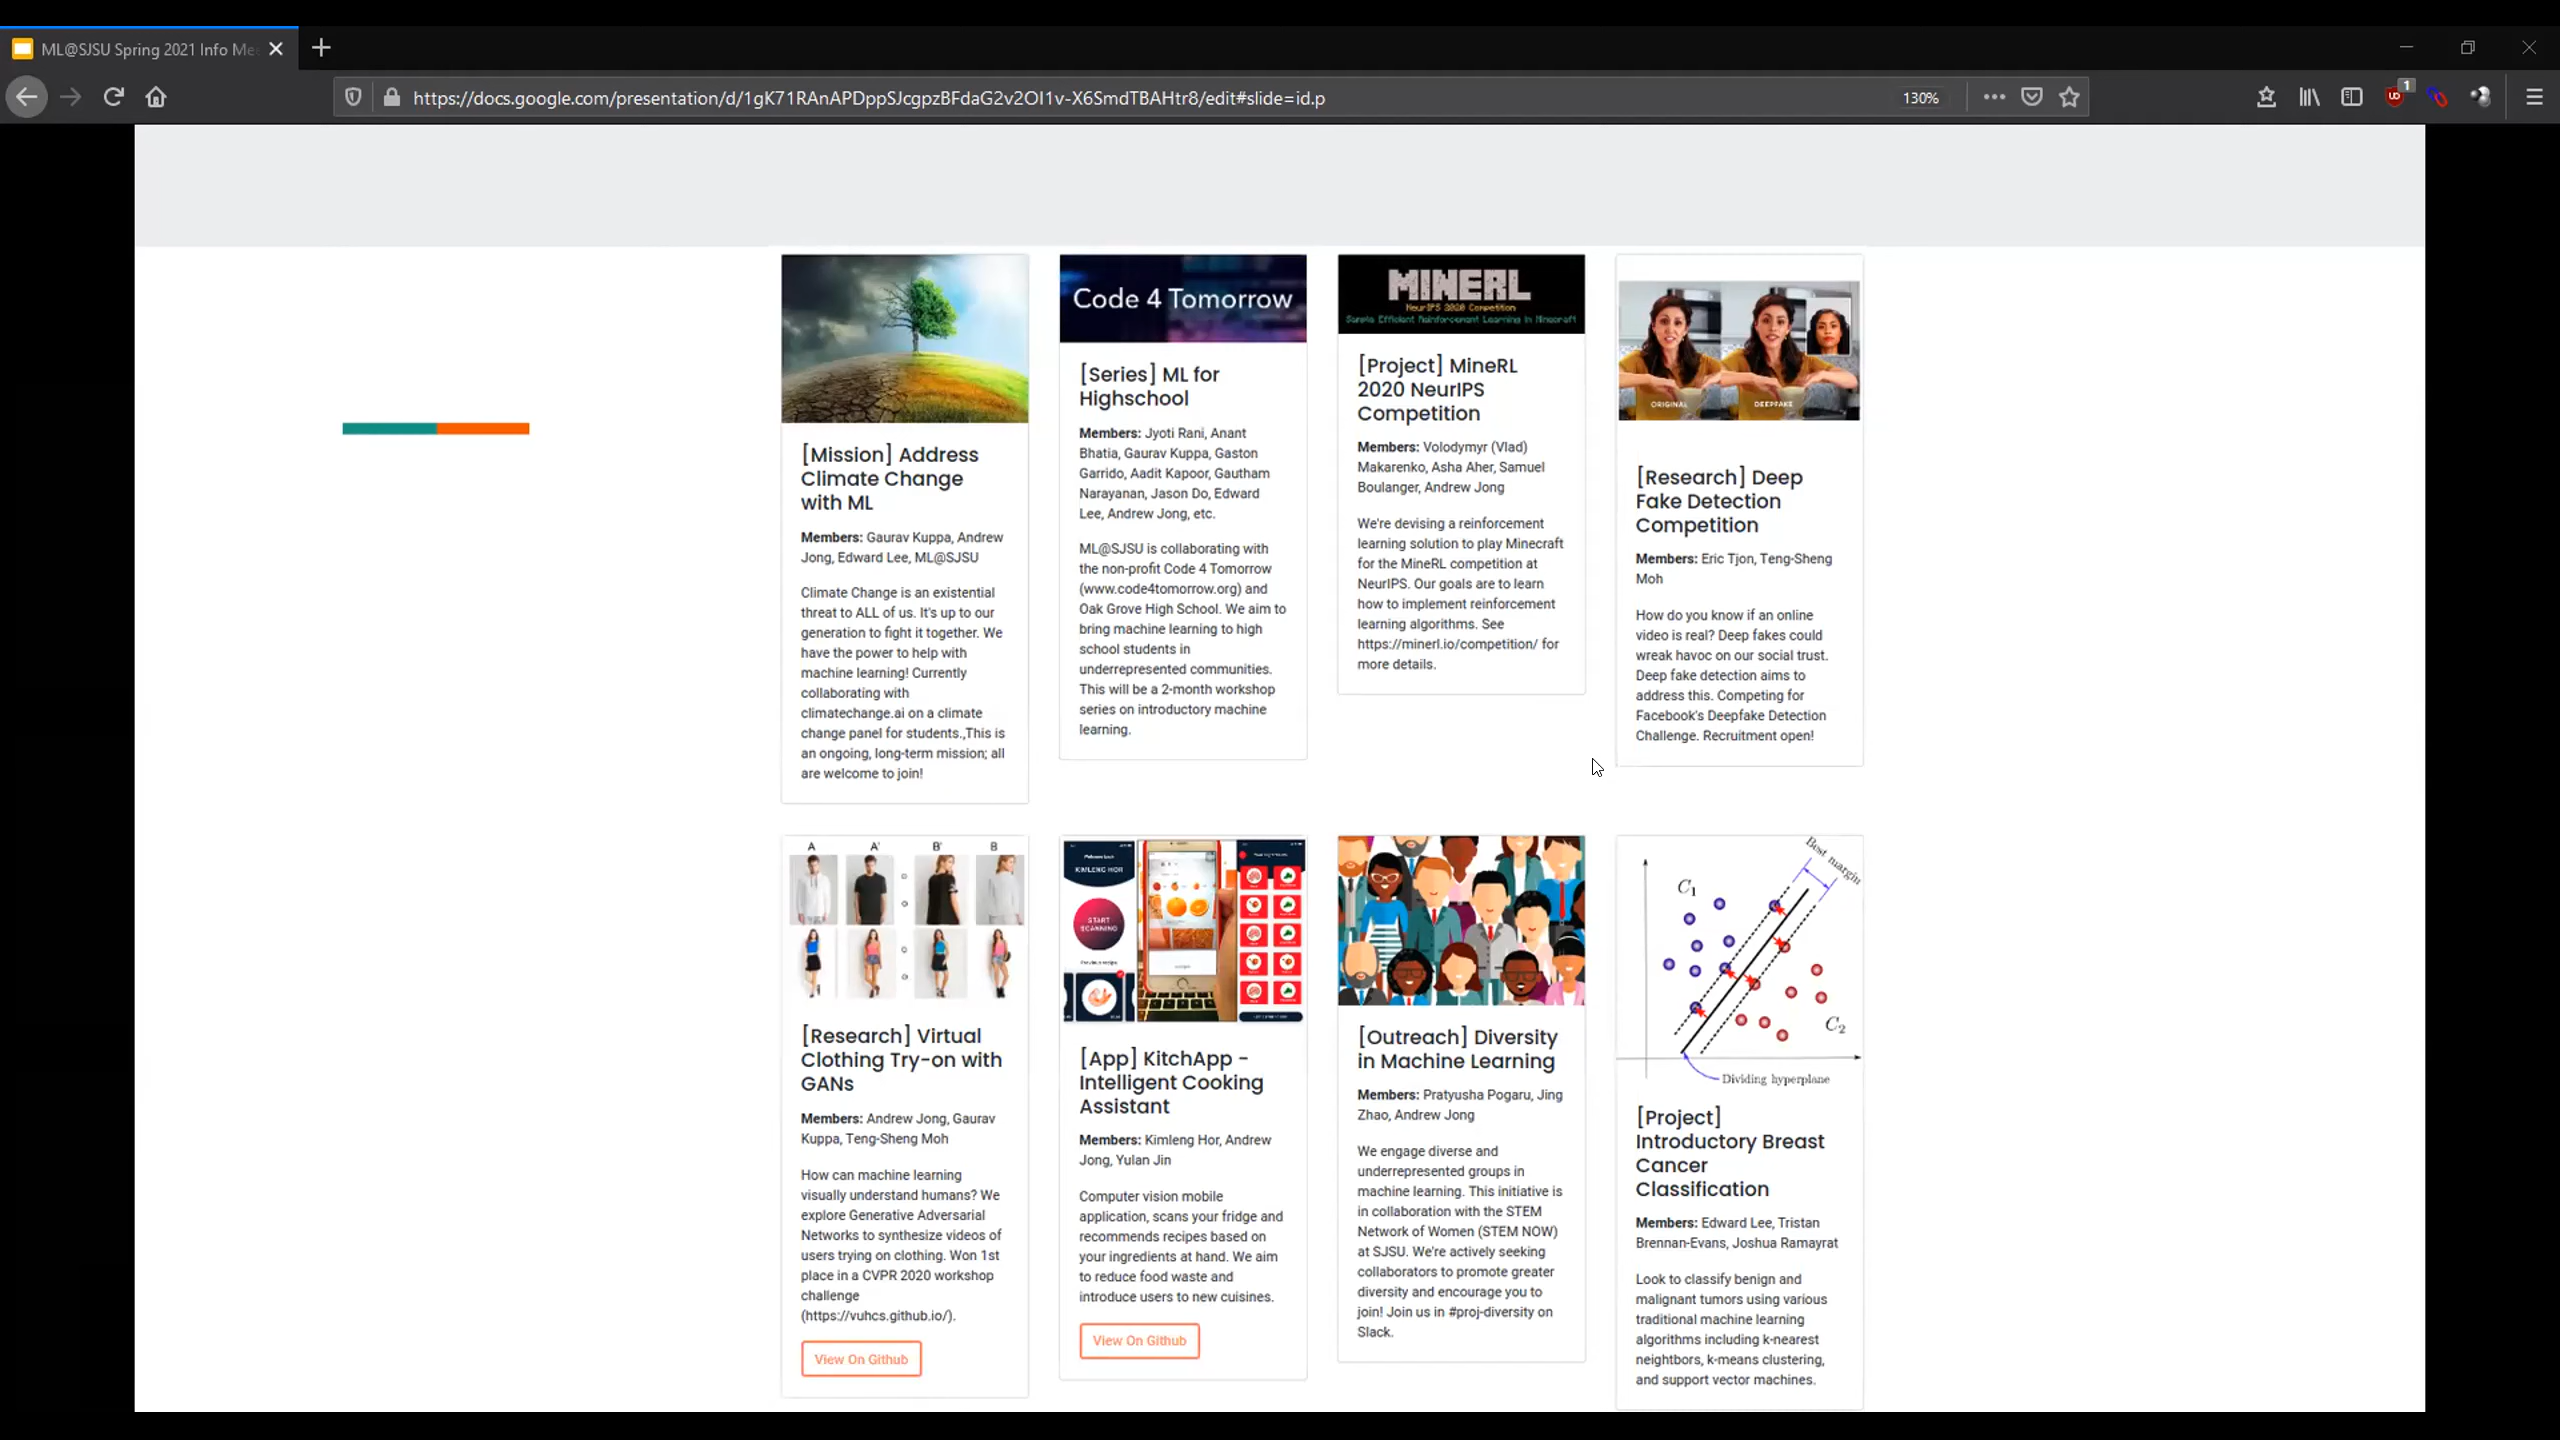 ML@SJSU Spring 2021 Info Mee
https://docs.google.com/presentation/d/1gK71RAnAPDppSJcgpzBFdaG2v2OI1v-X6SmdTBAHtr8/edit#slide=id.p
130%
1
[Mission] Address
Climate Change
with ML
Members: Gaurav Kuppa, Andrew
Jong, Edward Lee, ML@SJSU
Climate Change is an existential
threat to ALL of us. It's up to our
generation to fight it together. We
have the power to help with
machine learning! Currently
collaborating with
climatechange.ai on a climate
change panel for students.,This is
an ongoing, long-term mission; all
are welcome to join!
Code 4 Tomorrow
[Series] ML for
Highschool
Members: Jyoti Rani, Anant
Bhatia, Gaurav Kuppa, Gaston
Garrido, Aadit Kapoor, Gautham
Narayanan, Jason Do, Edward
Lee, Andrew Jong, etc.
ML@SJSU is collaborating with
the non-profit Code 4 Tomorrow
(www.code4tomorrow.org) and
Oak Grove High School. We aim to
bring machine learning to high
school students in
underrepresented communities.
This will be a 2-month workshop
series on introductory machine
learning.
MINERL
NeurIPS 2020 Competition
Sample Efficient Reinforcement Learning in Minecraft
[Project] MineRL
2020 NeurIPS
Competition
Members: Volodymyr (Vlad)
Makarenko, Asha Aher, Samuel
Boulanger, Andrew Jong
We're devising a reinforcement
learning solution to play Minecraft
for the MineRL competition at
NeurIPS. Our goals are to learn
how to implement reinforcement
learning algorithms. See
https://minerl.io/competition/ for
more details.
ORIGINAL
DEEPFAKE
[Research] Deep
Fake Detection
Competition
Members: Eric Tjon, Teng-Sheng
Moh
How do you know if an online
video is real? Deep fakes could
wreak havoc on our social trust.
Deep fake detection aims to
address this. Competing for
Facebook's Deepfake Detection
Challenge. Recruitment open!
A A' B' B
[Research] Virtual
Clothing Try-on with
GANs
Members: Andrew Jong, Gaurav
Kuppa, Teng-Sheng Moh
How can machine learning
visually understand humans? We
explore Generative Adversarial
Networks to synthesize videos of
users trying on clothing. Won 1st
place in a CVPR 2020 workshop
challenge
(https://vuhcs.github.io/).
View On Github
KIMLENG HOR
START
SCANNING
[App] KitchApp -
Intelligent Cooking
Assistant
Members: Kimleng Hor, Andrew
Jong, Yulan Jin
Computer vision mobile
application, scans your fridge and
recommends recipes based on
your ingredients at hand. We aim
to reduce food waste and
introduce users to new cuisines.
View On Github
[Outreach] Diversity
in Machine Learning
Members: Pratyusha Pogaru, Jing
Zhao, Andrew Jong
We engage diverse and
underrepresented groups in
machine learning. This initiative is
in collaboration with the STEM
Network of Women (STEM NOW)
at SJSU. We're actively seeking
collaborators to promote greater
diversity and encourage you to
join! Join us in #proj-diversity on
Slack.
Best margin
C1
C2
Dividing hyperplane
[Project]
Introductory Breast
Cancer
Classification
Members: Edward Lee, Tristan
Brennan-Evans, Joshua Ramayrat
Look to classify benign and
malignant tumors using various
traditional machine learning
algorithms including k-nearest
neighbors, k-means clustering,
and support vector machines.